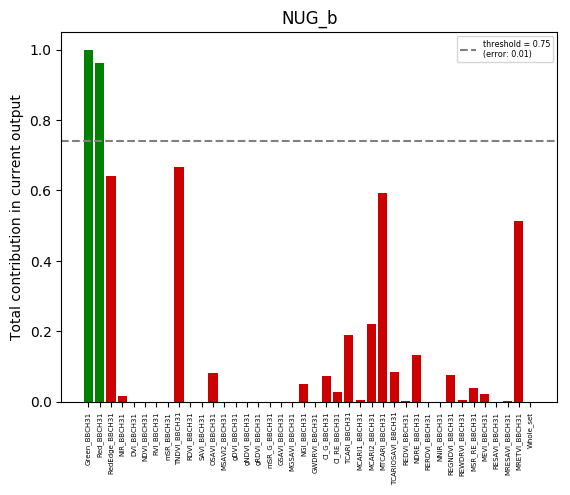 NUG_b
Total contribution in current output
1.0
0.8
0.6
0.4
0.2
0.0
threshold = 0.75
(error: 0.01)
Green_BBCH31
Red_BBCH31
RedEdge_BBCH31
NIR_BBCH31
DVI_BBCH31
NDVI_BBCH31
RVI_BBCH31
mSR_BBCH31
TNDVI_BBCH31
RDVI_BBCH31
SAVI_BBCH31
OSAVI_BBCH31
MSAVI2_BBCH31
gDVI_BBCH31
gNDVI_BBCH31
gRDVI_BBCH31
mSR_G_BBCH31
GSAVI_BBCH31
MGSAVI_BBCH31
NGI_BBCH31
GWDRVI_BBCH31
CI_G_BBCH31
CI_RE_BBCH31
TCARI_BBCH31
MCARI1_BBCH31
MCARI2_BBCH31
MTCARI_BBCH31
TCARIOSAVI_BBCH31
REDVI_BBCH31
NDRE_BBCH31
RERDVI_BBCH31
NNIR_BBCH31
REGNDVI_BBCH31
REWDRVI_BBCH31
MSR_RE_BBCH31
MEVI_BBCH31
RESAVI_BBCH31
MRESAVI_BBCH31
MRETVI_BBCH31
Whole_set